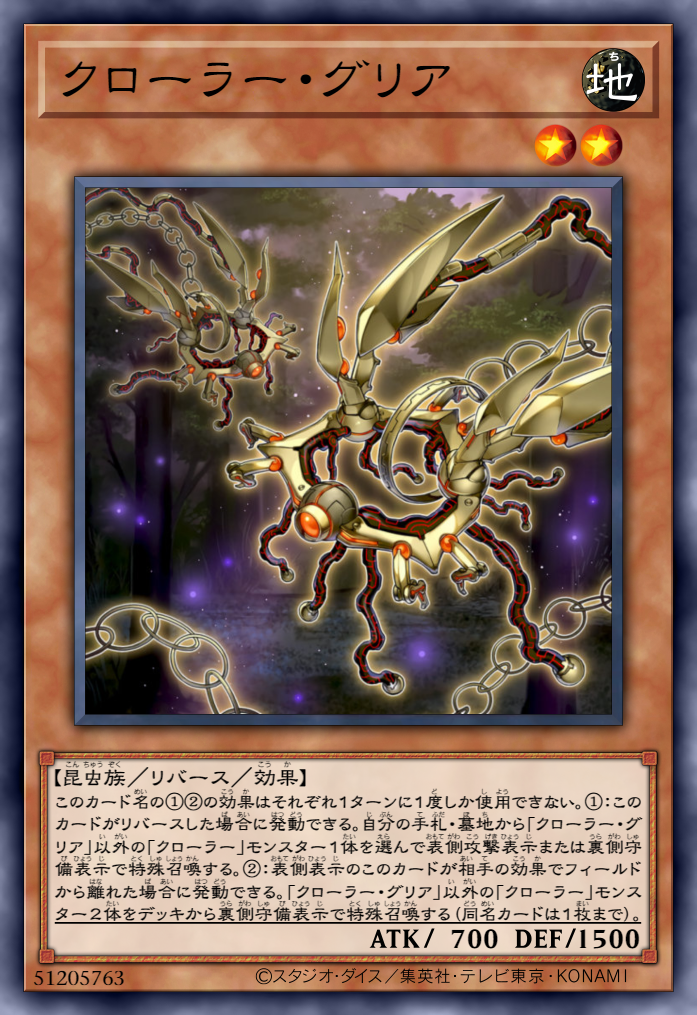 クローラー・グリア
地
【昆虫族／リバース／効果】
このカード名の①②の効果はそれぞれ1ターンに1度しか使用できない。①：この
カードがリバースした場合に発動できる。自分の手札・墓地から「クローラー・グ
リア」以外の「クローラー」モンスター1体を選んで表側攻撃表示または裏側守
備表示で特殊召喚する。②：表側表示のこのカードが相手の効果でフィールド
から離れた場合に発動できる。「クローラー・グリア」以外の「クローラー」モンス
ター２体をデッキから裏側守備表示で特殊召喚する（同名カードは1枚まで）。
ATK/ 700 DEF/1500
51205763 ©スタジオ・ダイス／集英社・テレビ東京・KONAMI